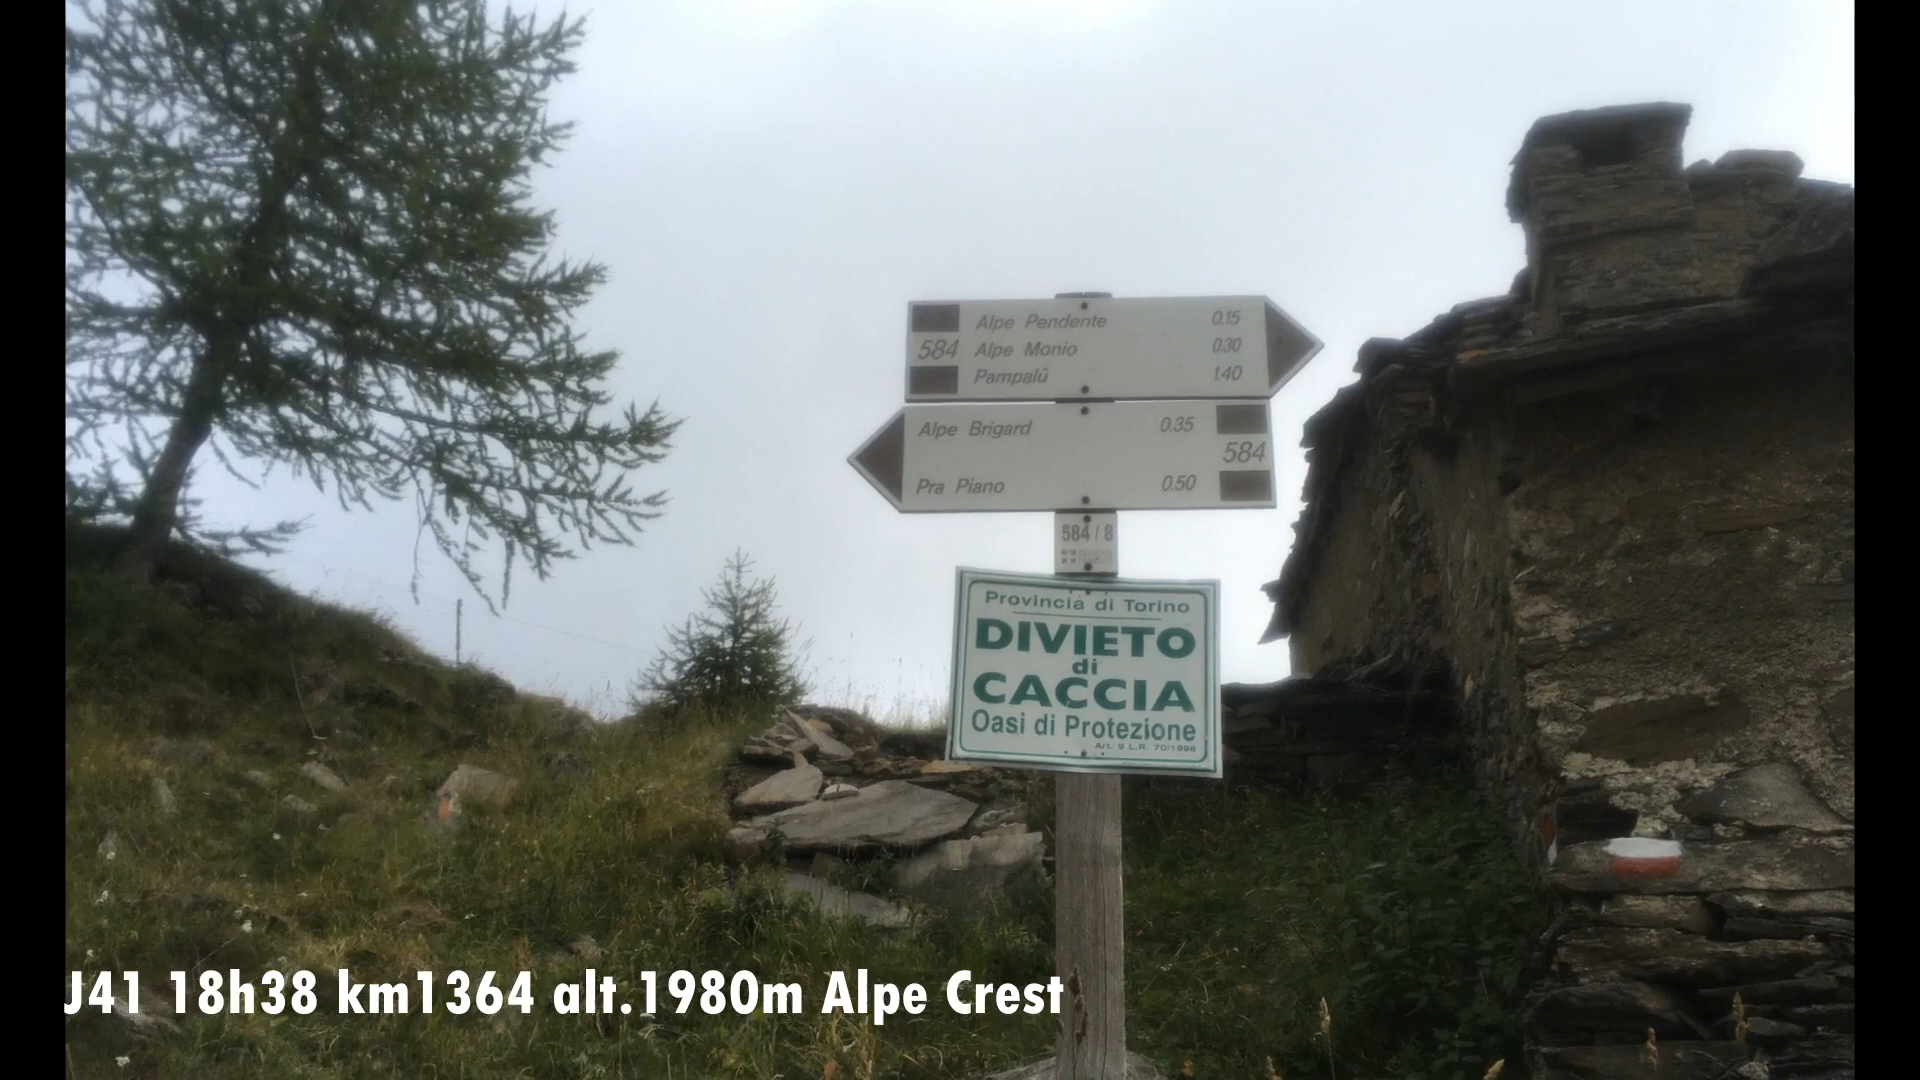 Alpe Pendente 0.15
584 Alpe Monio 0.30
Pampalù 1.40
Alpe Brigard 0.35
584
Pra Piano 0.50
584 / 8
Provincia di Torino
DIVIETO
di
CACCIA
Oasi di Protezione
Art. 9 L.R. 70/1996
J41 18h38 km1364 alt.1980m Alpe Crest